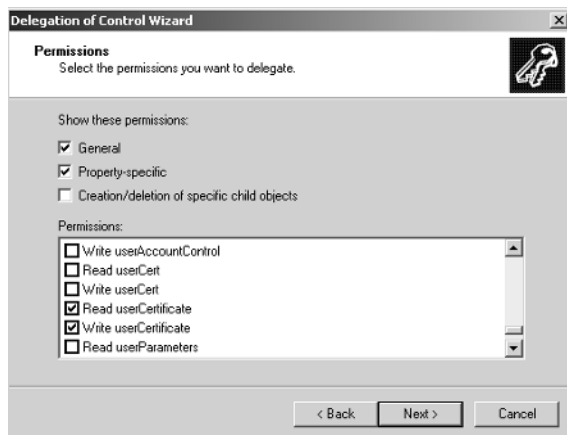 Delegation of Control Wizard
Permissions
Select the permissions you want to delegate.
Show these permissions:
General
Property-specific
Creation/deletion of specific child objects
Permissions:
Write userAccountControl
Read userCert
Write userCert
Read userCertificate
Write userCertificate
Read userParameters
< Back Next > Cancel